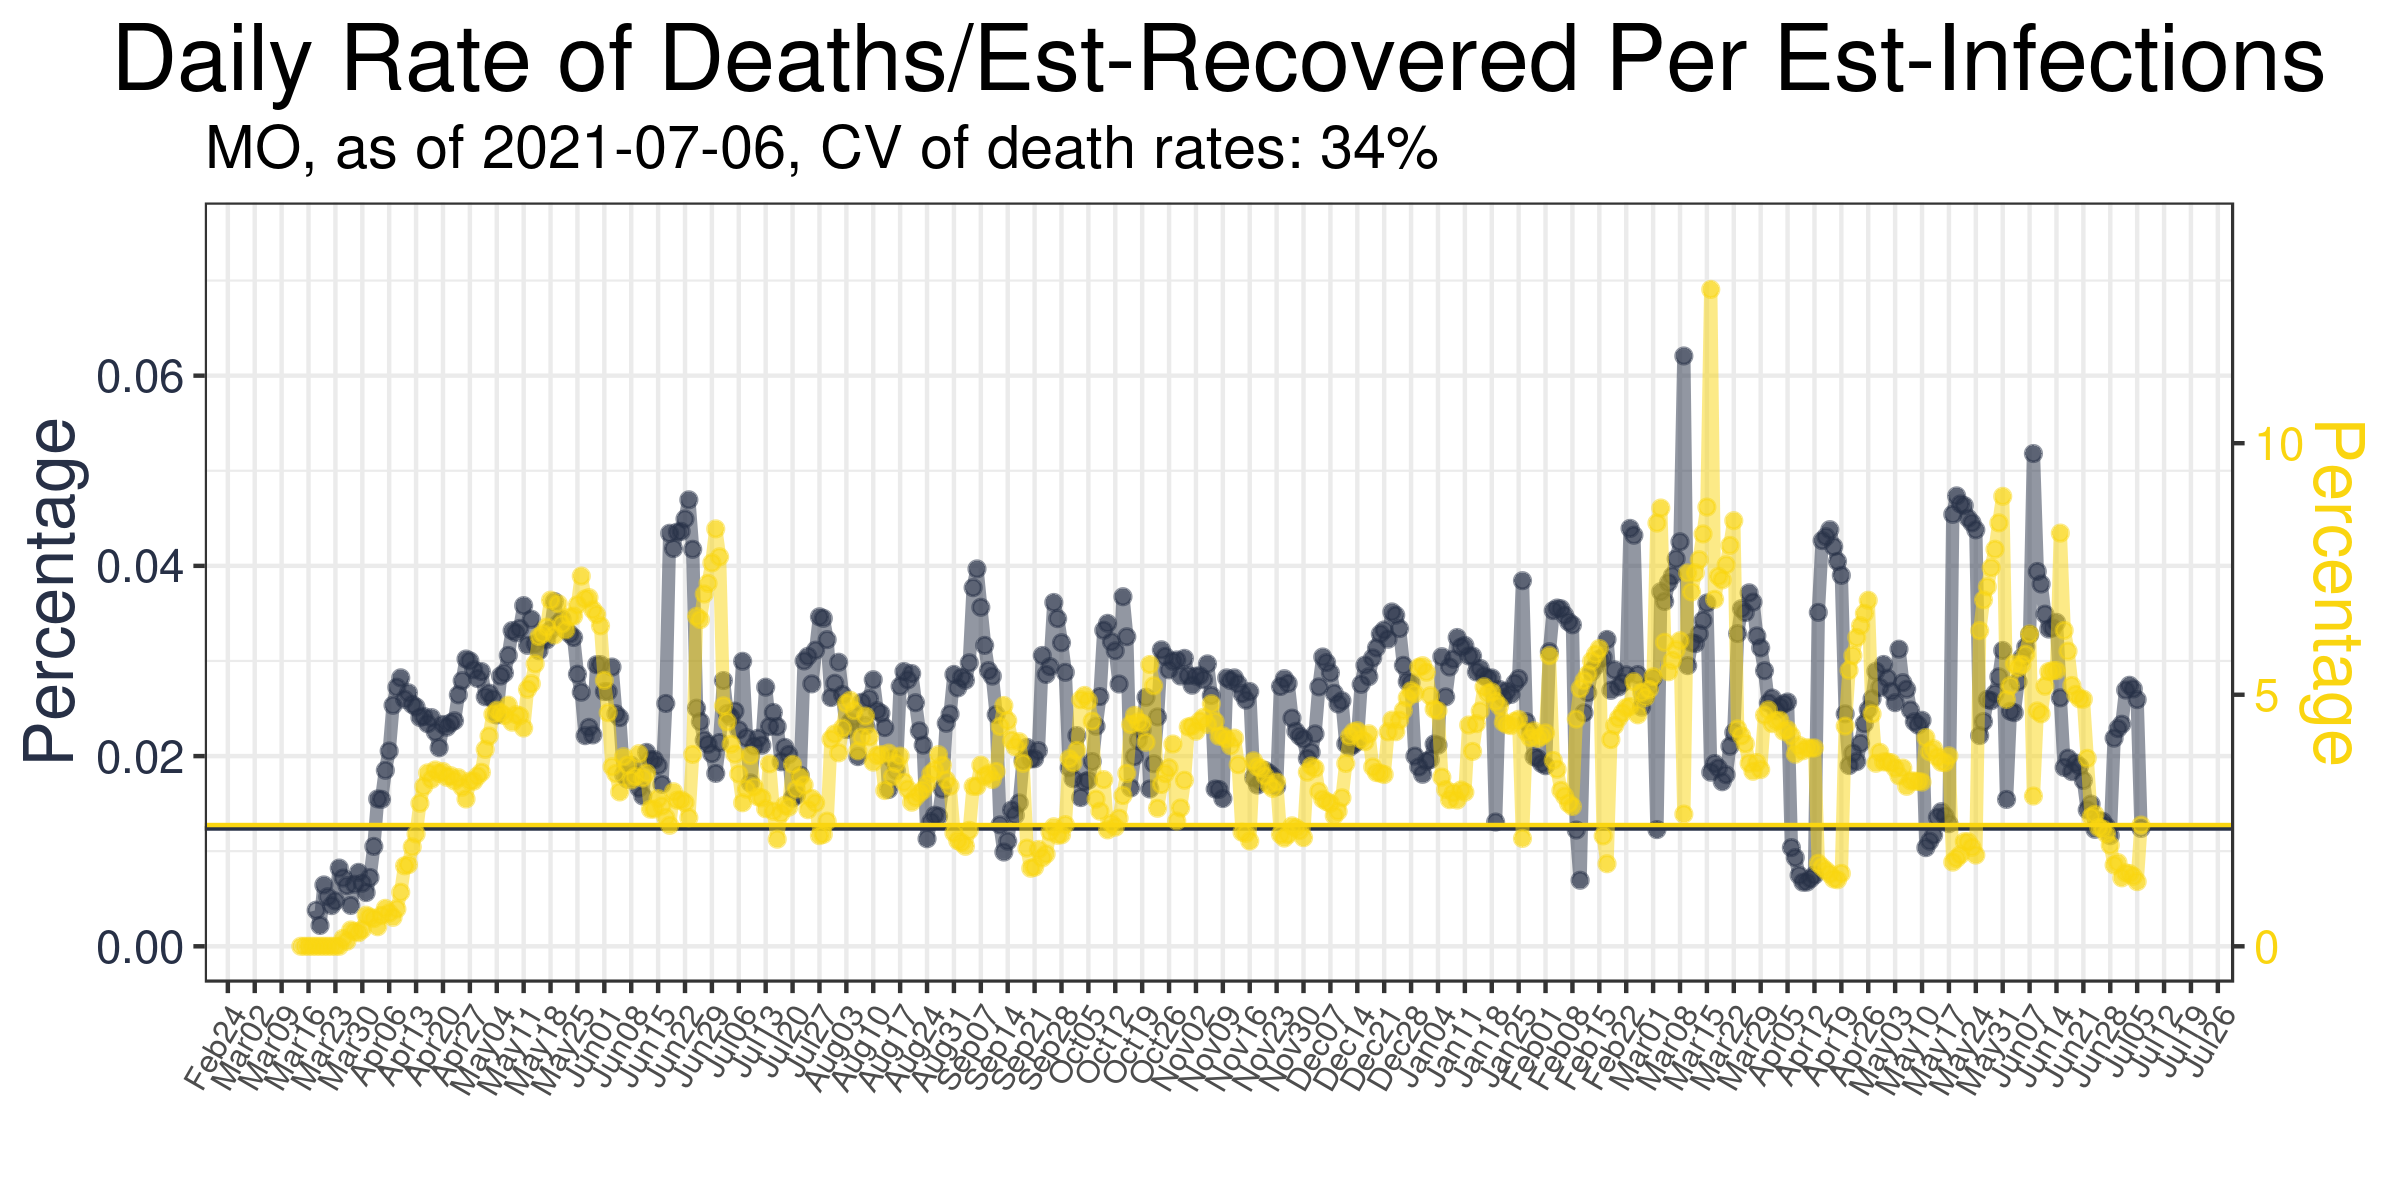 Daily Rate of Deaths/Est-Recovered Per Est-Infections
MO, as of 2021-07-06, CV of death rates: 34%
Percentage
0.06
0.04
0.02
0.00
Percentage
10
5
0
Feb24
Mar02
Mar09
Mar16
Mar23
Mar30
Apr06
Apr13
Apr20
Apr27
May04
May11
May18
May25
Jun01
Jun08
Jun15
Jun22
Jun29
Jul06
Jul13
Jul20
Jul27
Aug03
Aug10
Aug17
Aug24
Aug31
Sep07
Sep14
Sep21
Sep28
Oct05
Oct12
Oct19
Oct26
Nov02
Nov09
Nov16
Nov23
Nov30
Dec07
Dec14
Dec21
Dec28
Jan04
Jan11
Jan18
Jan25
Feb01
Feb08
Feb15
Feb22
Mar01
Mar08
Mar15
Mar22
Mar29
Apr05
Apr12
Apr19
Apr26
May03
May10
May17
May24
May31
Jun07
Jun14
Jun21
Jun28
Jul05
Jul12
Jul19
Jul26